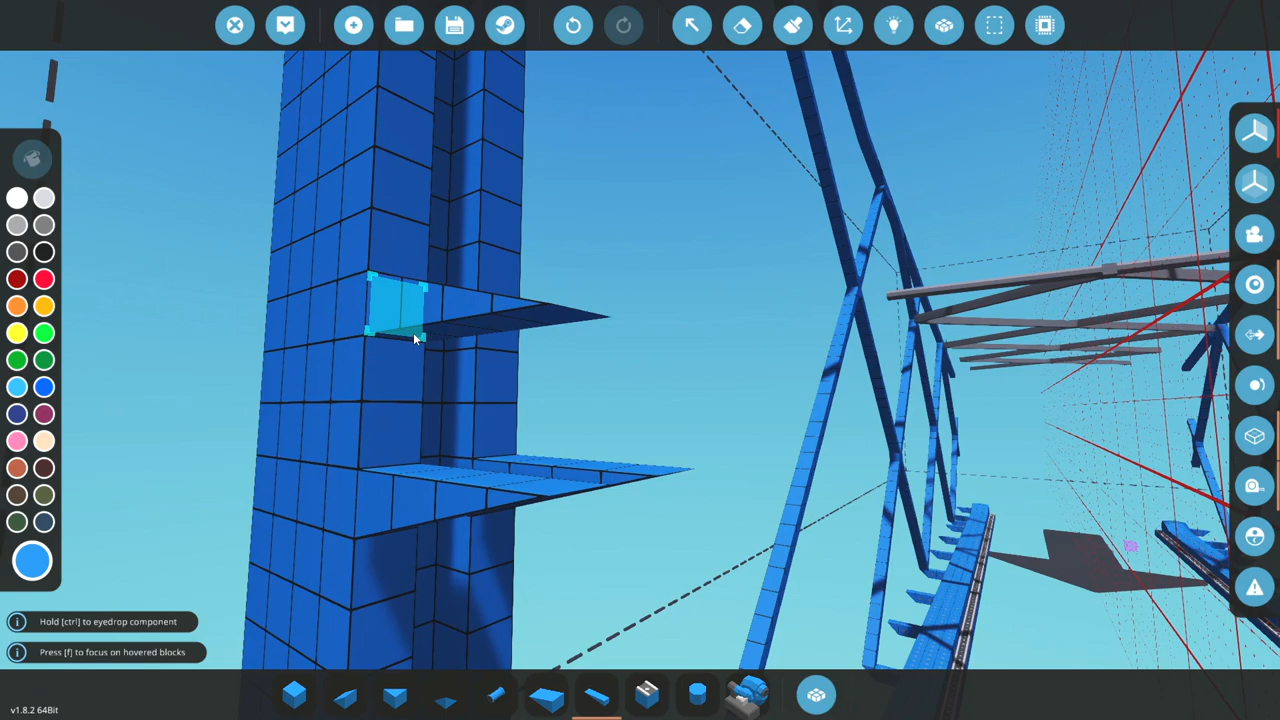 Hold [ctrl] to eyedrop component
Press [f] to focus on hovered blocks
v1.8.2 64Bit